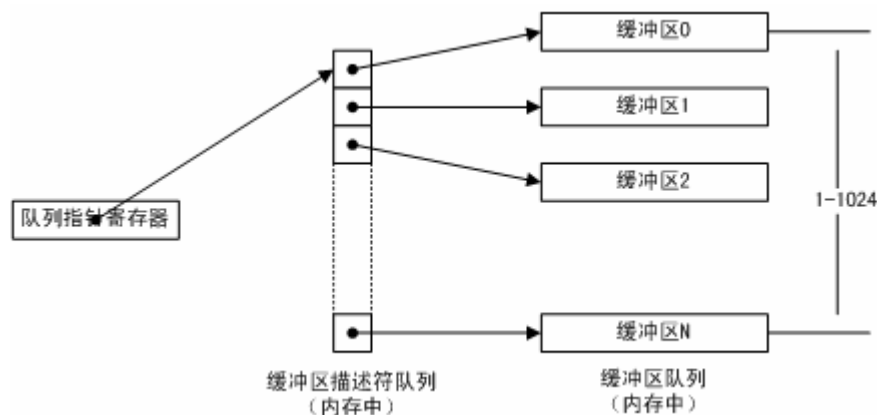 缓冲区0
缓冲区1
缓冲区2
队列指针寄存器
1-1024
缓冲区N
缓冲区描述符队列
（内存中）
缓冲区队列
（内存中）